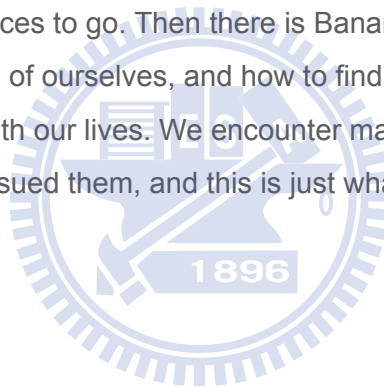 ces to go. Then there is Banan
of ourselves, and how to find
th our lives. We encounter ma
sued them, and this is just wha
1896